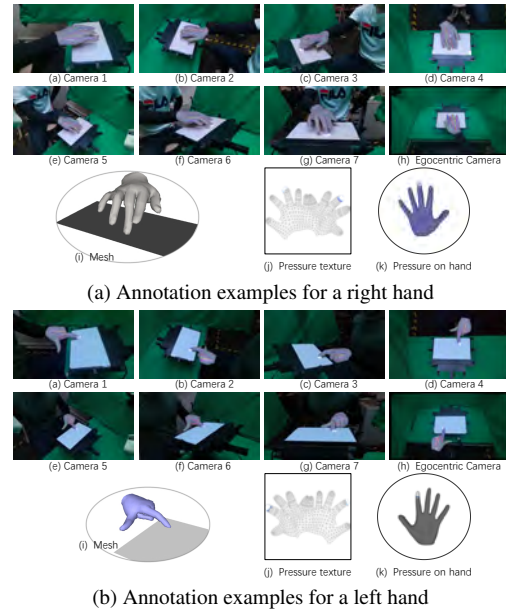 (a) Camera 1
(b) Camera 2
(c) Camera 3
(d) Camera 4
FILA
FILA
(e) Camera 5
(f) Camera 6
(g) Camera 7
(h) Egocentric Camera
(i) Mesh
(j) Pressure texture
(k) Pressure on hand
(a) Annotation examples for a right hand
(a) Camera 1
(b) Camera 2
(c) Camera 3
(d) Camera 4
(e) Camera 5
(f) Camera 6
(g) Camera 7
(h) Egocentric Camera
(i) Mesh
(j) Pressure texture
(k) Pressure on hand
(b) Annotation examples for a left hand